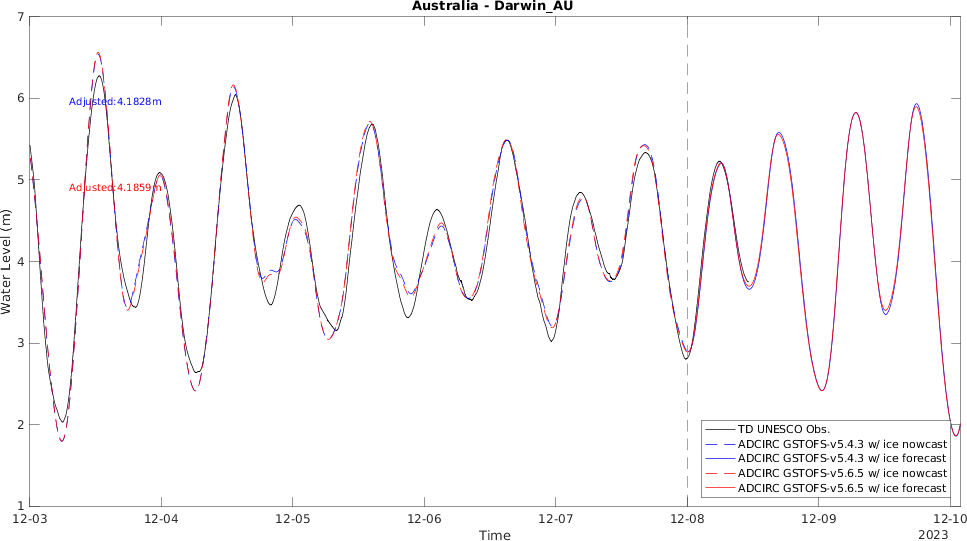 Australia - Darwin_AU
7
6
5
4
3
2
1
Water Level (m)
Adjusted:4.1828m
Adjusted:4.1859m
TD UNESCO Obs.
ADCIRC GSTOFS-v5.4.3 w/ ice nowcast
ADCIRC GSTOFS-v5.4.3 w/ ice forecast
ADCIRC GSTOFS-v5.6.5 w/ ice nowcast
ADCIRC GSTOFS-v5.6.5 w/ ice forecast
12-03 12-04 12-05 12-06 12-07 12-08 12-09 12-10
Time
2023